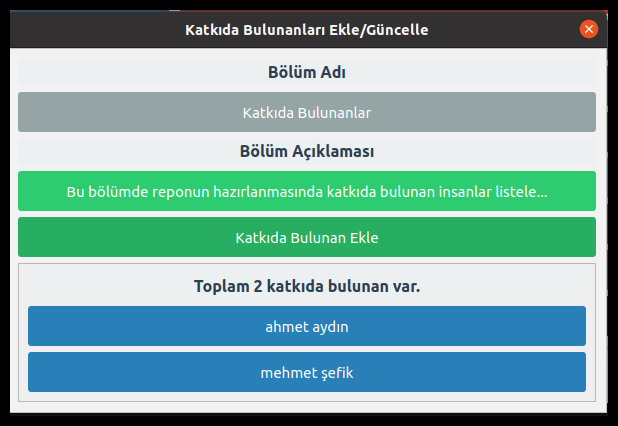 Katkıda Bulunanları Ekle/Güncelle
Bölüm Adı
Katkıda Bulunanlar
Bölüm Açıklaması
Bu bölümde reponun hazırlanmasında katkıda bulunan insanlar listele...
Katkıda Bulunan Ekle
Toplam 2 katkıda bulunan var.
ahmet aydın
mehmet şefik